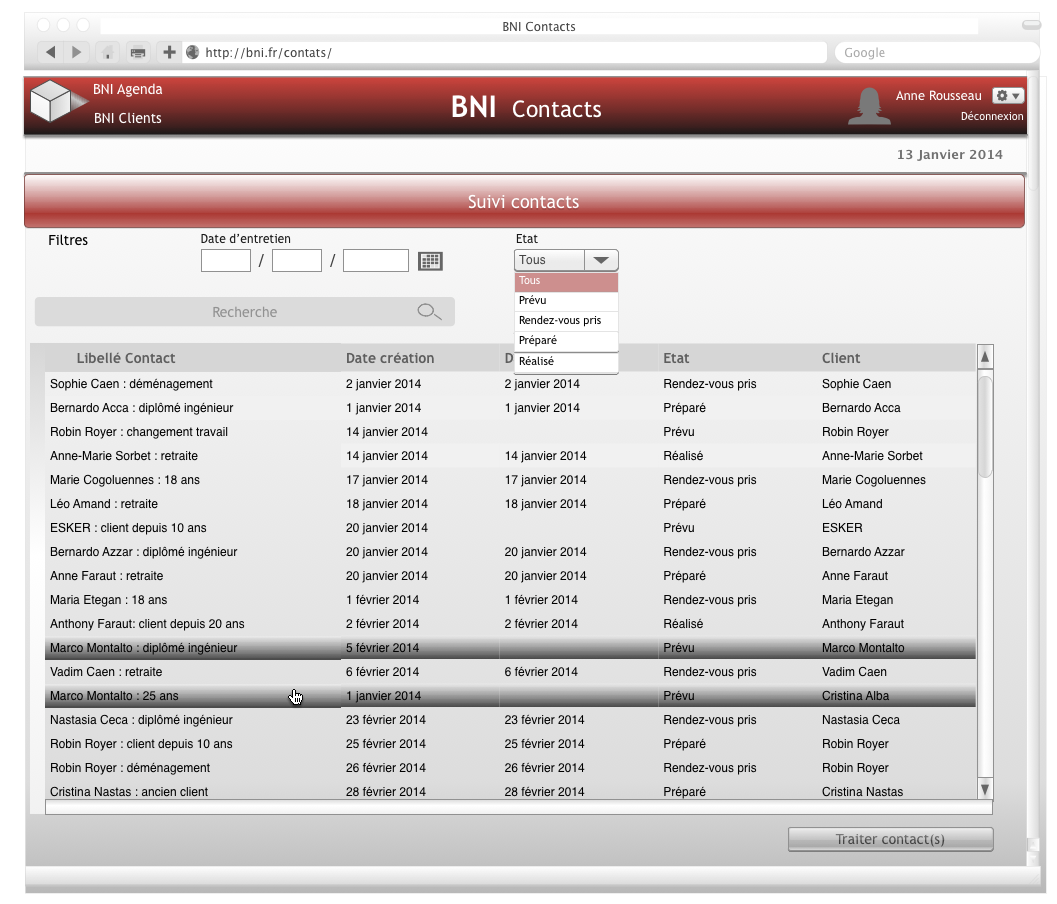 BNI Contacts
http://bni.fr/contats/
Google
BNI Agenda
BNI Clients
BNI Contacts
Anne Rousseau
Déconnexion
13 Janvier 2014
Suivi contacts
Filtres
Date d'entretien
/ /
Etat
Tous
Tous
Prévu
Rendez-vous pris
Préparé
Réalisé
Recherche
Libellé Contact Date création D Etat Client
Sophie Caen : déménagement 2 janvier 2014 2 janvier 2014 Rendez-vous pris Sophie Caen
Bernardo Acca : diplômé ingénieur 1 janvier 2014 1 janvier 2014 Préparé Bernardo Acca
Robin Royer : changement travail 14 janvier 2014 Prévu Robin Royer
Anne-Marie Sorbet : retraite 14 janvier 2014 14 janvier 2014 Réalisé Anne-Marie Sorbet
Marie Cogoluennes : 18 ans 17 janvier 2014 17 janvier 2014 Rendez-vous pris Marie Cogoluennes
Léo Amand : retraite 18 janvier 2014 18 janvier 2014 Préparé Léo Amand
ESKER : client depuis 10 ans 20 janvier 2014 Prévu ESKER
Bernardo Azzar : diplômé ingénieur 20 janvier 2014 20 janvier 2014 Rendez-vous pris Bernardo Azzar
Anne Faraut : retraite 20 janvier 2014 20 janvier 2014 Préparé Anne Faraut
Maria Etegan : 18 ans 1 février 2014 1 février 2014 Rendez-vous pris Maria Etegan
Anthony Faraut: client depuis 20 ans 2 février 2014 2 février 2014 Réalisé Anthony Faraut
Marco Montalto : diplômé ingénieur 5 février 2014 Prévu Marco Montalto
Vadim Caen : retraite 6 février 2014 6 février 2014 Rendez-vous pris Vadim Caen
Marco Montalto : 25 ans 1 janvier 2014 Prévu Cristina Alba
Nastasia Ceca : diplômé ingénieur 23 février 2014 23 février 2014 Rendez-vous pris Nastasia Ceca
Robin Royer : client depuis 10 ans 25 février 2014 25 février 2014 Préparé Robin Royer
Robin Royer : déménagement 26 février 2014 26 février 2014 Rendez-vous pris Robin Royer
Cristina Nastas : ancien client 28 février 2014 28 février 2014 Préparé Cristina Nastas
Traiter contact(s)